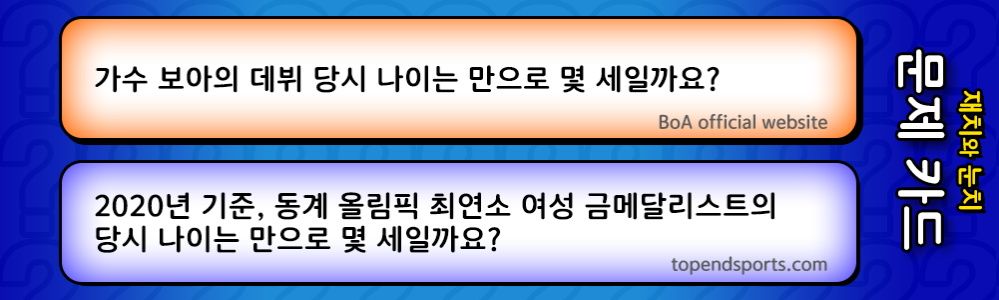 가수 보아의 데뷔 당시 나이는 만으로 몇 세일까요?
BoA official website
2020년 기준, 동계 올림픽 최연소 여성 금메달리스트의
당시 나이는 만으로 몇 세일까요?
topendsports.com
재치와 눈치
문제 카드